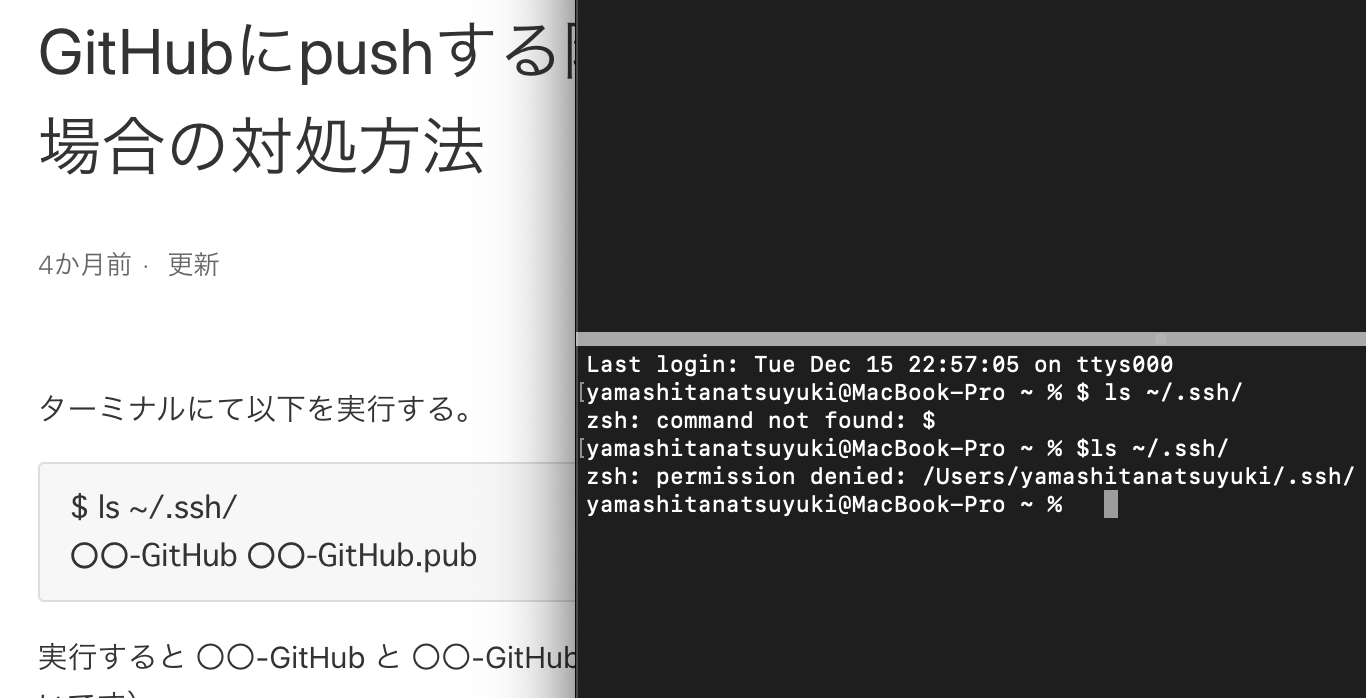 GitHubにpushする
場合の対処方法
4か月前 · 更新
ターミナルにて以下を実行する。
$ ls ~/.ssh/
〇〇-GitHub 〇〇-GitHub.pub
実行すると 〇〇-GitHub と 〇〇-GitHub
Last login: Tue Dec 15 22:57:05 on ttys000
[yamashitanatsuyuki@MacBook-Pro ~ % $ ls ~/.ssh/
zsh: command not found: $
[yamashitanatsuyuki@MacBook-Pro ~ % $ls ~/.ssh/
zsh: permission denied: /Users/yamashitanatsuyuki/.ssh/
yamashitanatsuyuki@MacBook-Pro ~ %